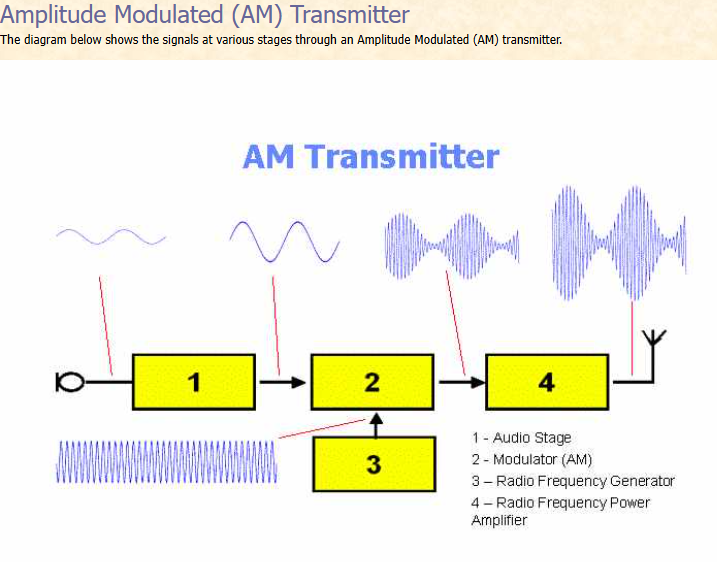 Amplitude Modulated (AM) Transmitter
The diagram below shows the signals at various stages through an Amplitude Modulated (AM) transmitter.
AM Transmitter
1
2
4
3
1 - Audio Stage
2 - Modulator (AM)
3 – Radio Frequency Generator
4 – Radio Frequency Power
Amplifier